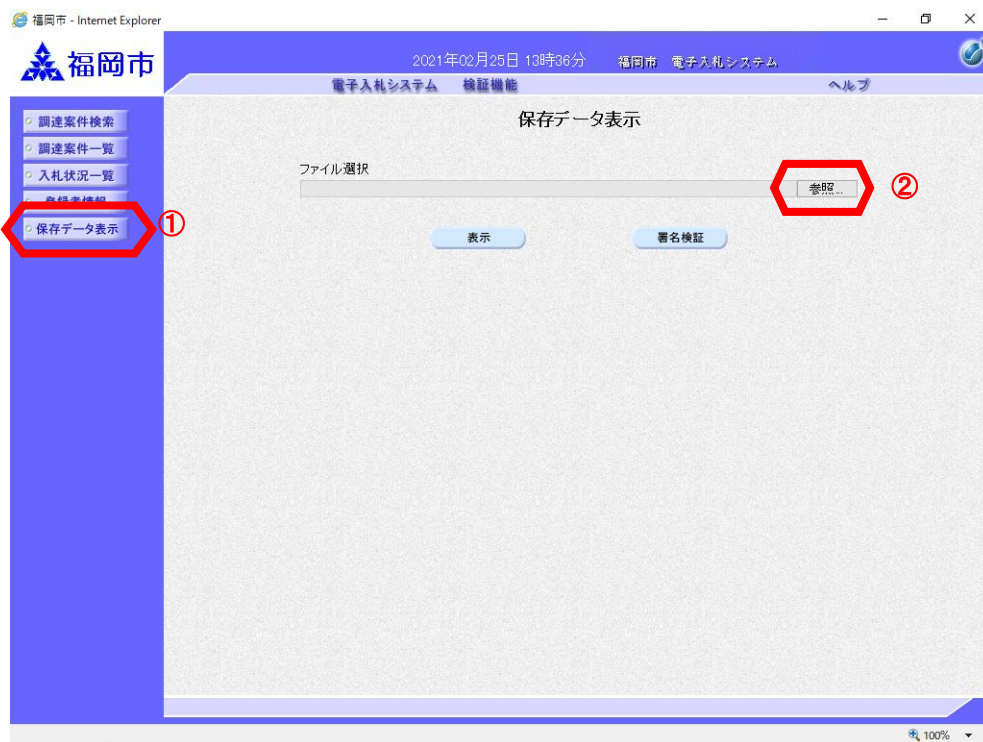 福岡市 - Internet Explorer
福岡市
2021年02月25日 13時36分 福岡市 電子入札システム
電子入札システム 検証機能 ヘルプ
調達案件検索
調達案件一覧
入札状況一覧
登録者情報
保存データ表示
①
保存データ表示
ファイル選択
参照...
②
表示 署名検証
100%